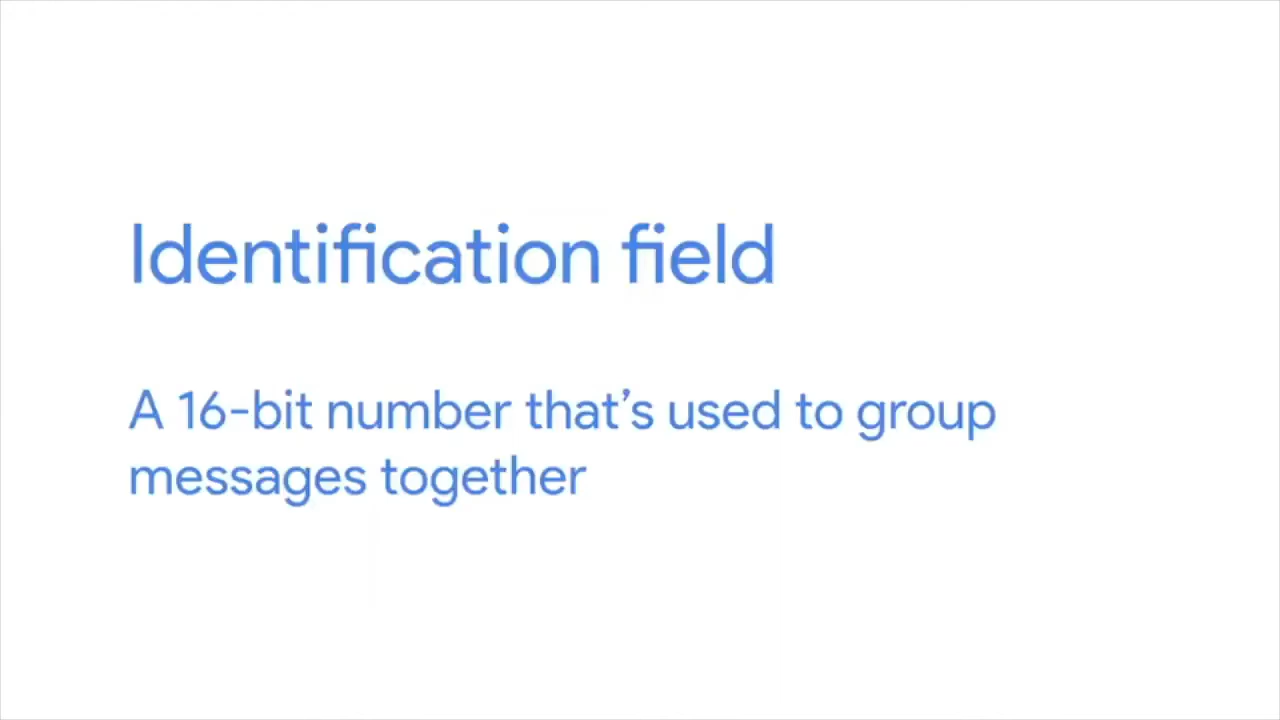 Identification field
A 16-bit number that’s used to group
messages together